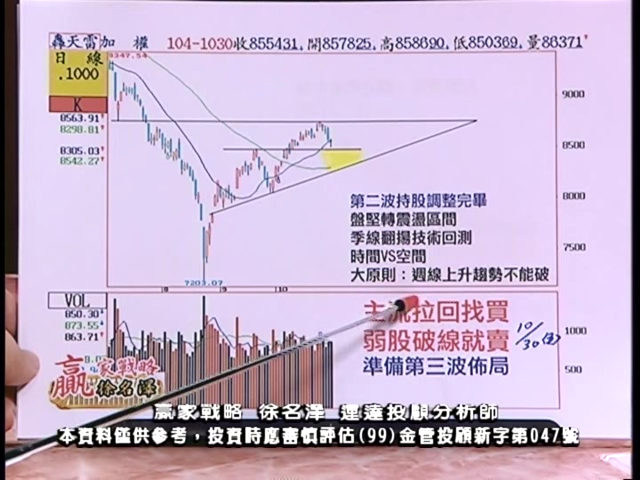 轟天雷加 權 104-1030收855431,開857825,高858690,低850369,量86371
日 線
.1000
K
9347.54
8563.91
8298.81
8305.03
8542.27
9000
8500
8000
7500
7203.07
8 9 10
第二波持股調整完畢
盤堅轉震盪區間
季線翻揚技術回測
時間VS空間
大原則：週線上升趨勢不能破
VOL
850.30
873.55
863.71
1000
500
主流拉回找買
弱股破線就賣
準備第三波佈局
10/30
贏家戰略
徐名澤
贏家戰略 徐名澤 運達投顧分析師
本資料僅供參考，投資時應審慎評估(99)金管投顧新字第047號